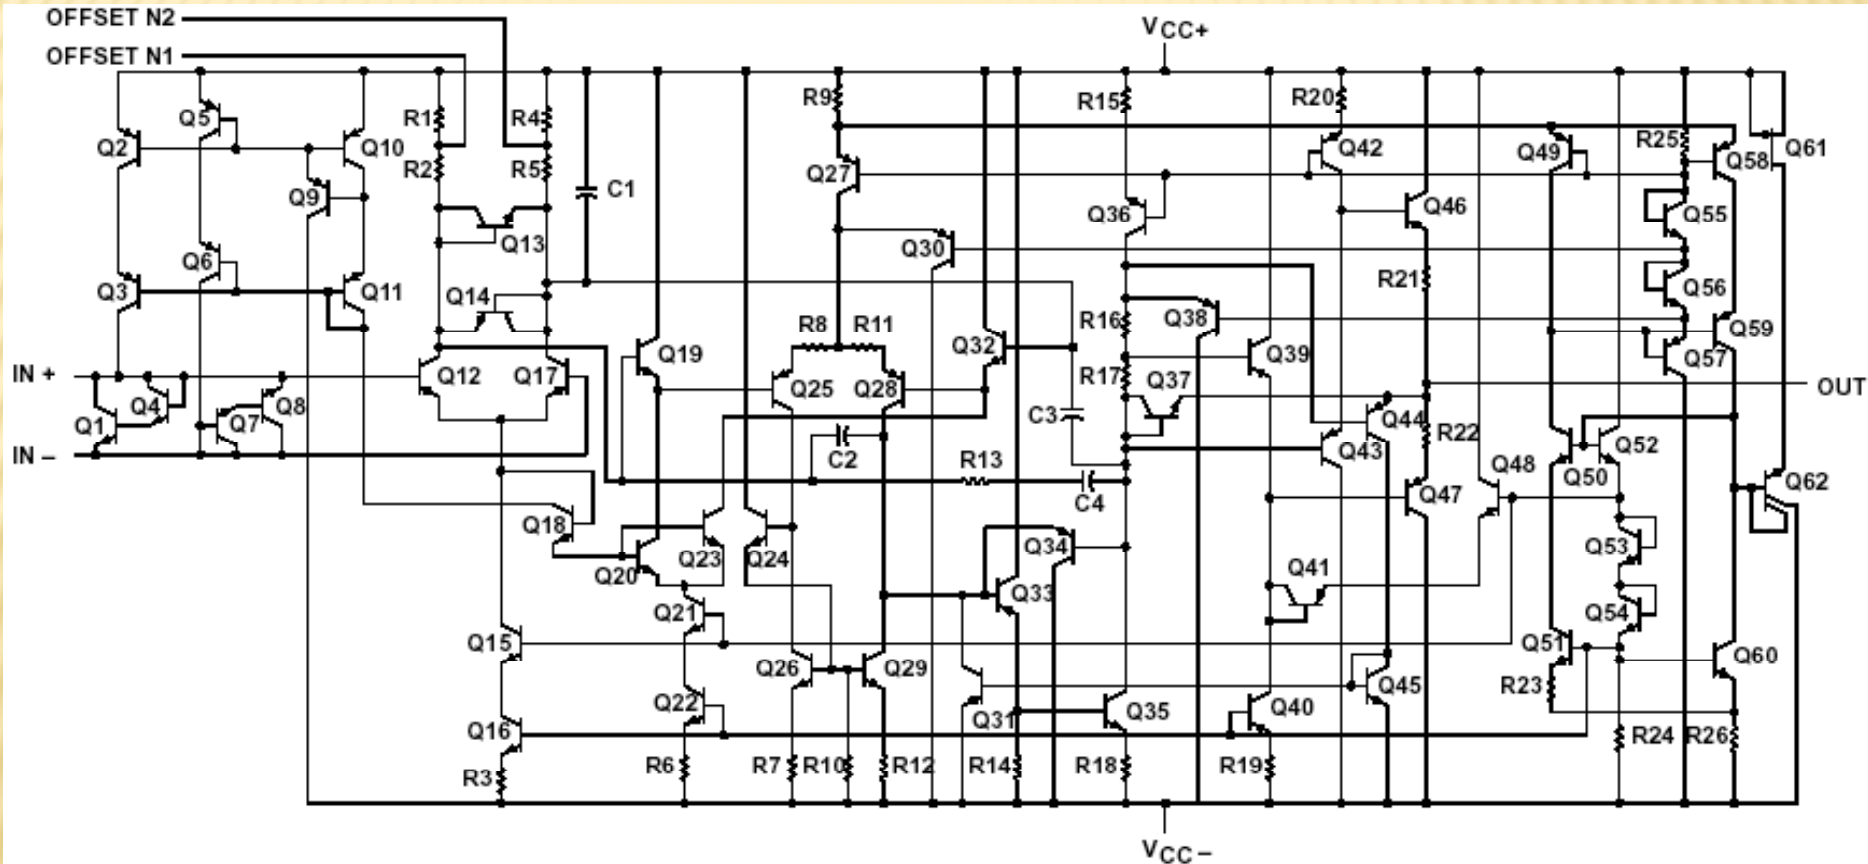 OFFSET N2
VCC+
OFFSET N1
R9
R15
R20
Q5
R1
R4
Q2
Q10
Q42
Q49
R25
Q58
Q61
R2
R5
Q27
C1
Q9
Q36
Q46
Q55
Q13
Q30
Q6
Q3
Q11
Q14
R21
Q56
R8
R11
R16
Q38
Q59
Q19
Q32
Q39
Q57
IN +
Q12
Q17
Q25
Q28
R17
Q37
OUT
Q4
Q8
Q1
Q7
C3
Q44
R22
Q43
IN –
C2
R13
Q48
Q50
Q52
C4
Q47
Q62
Q18
Q23
Q24
Q34
Q53
Q20
Q33
Q41
Q21
Q54
Q15
Q26
Q29
Q51
Q60
R23
Q45
Q22
Q31
Q35
Q40
Q16
R24
R26
R3
R6
R7
R10
R12
R14
R18
R19
VCC –